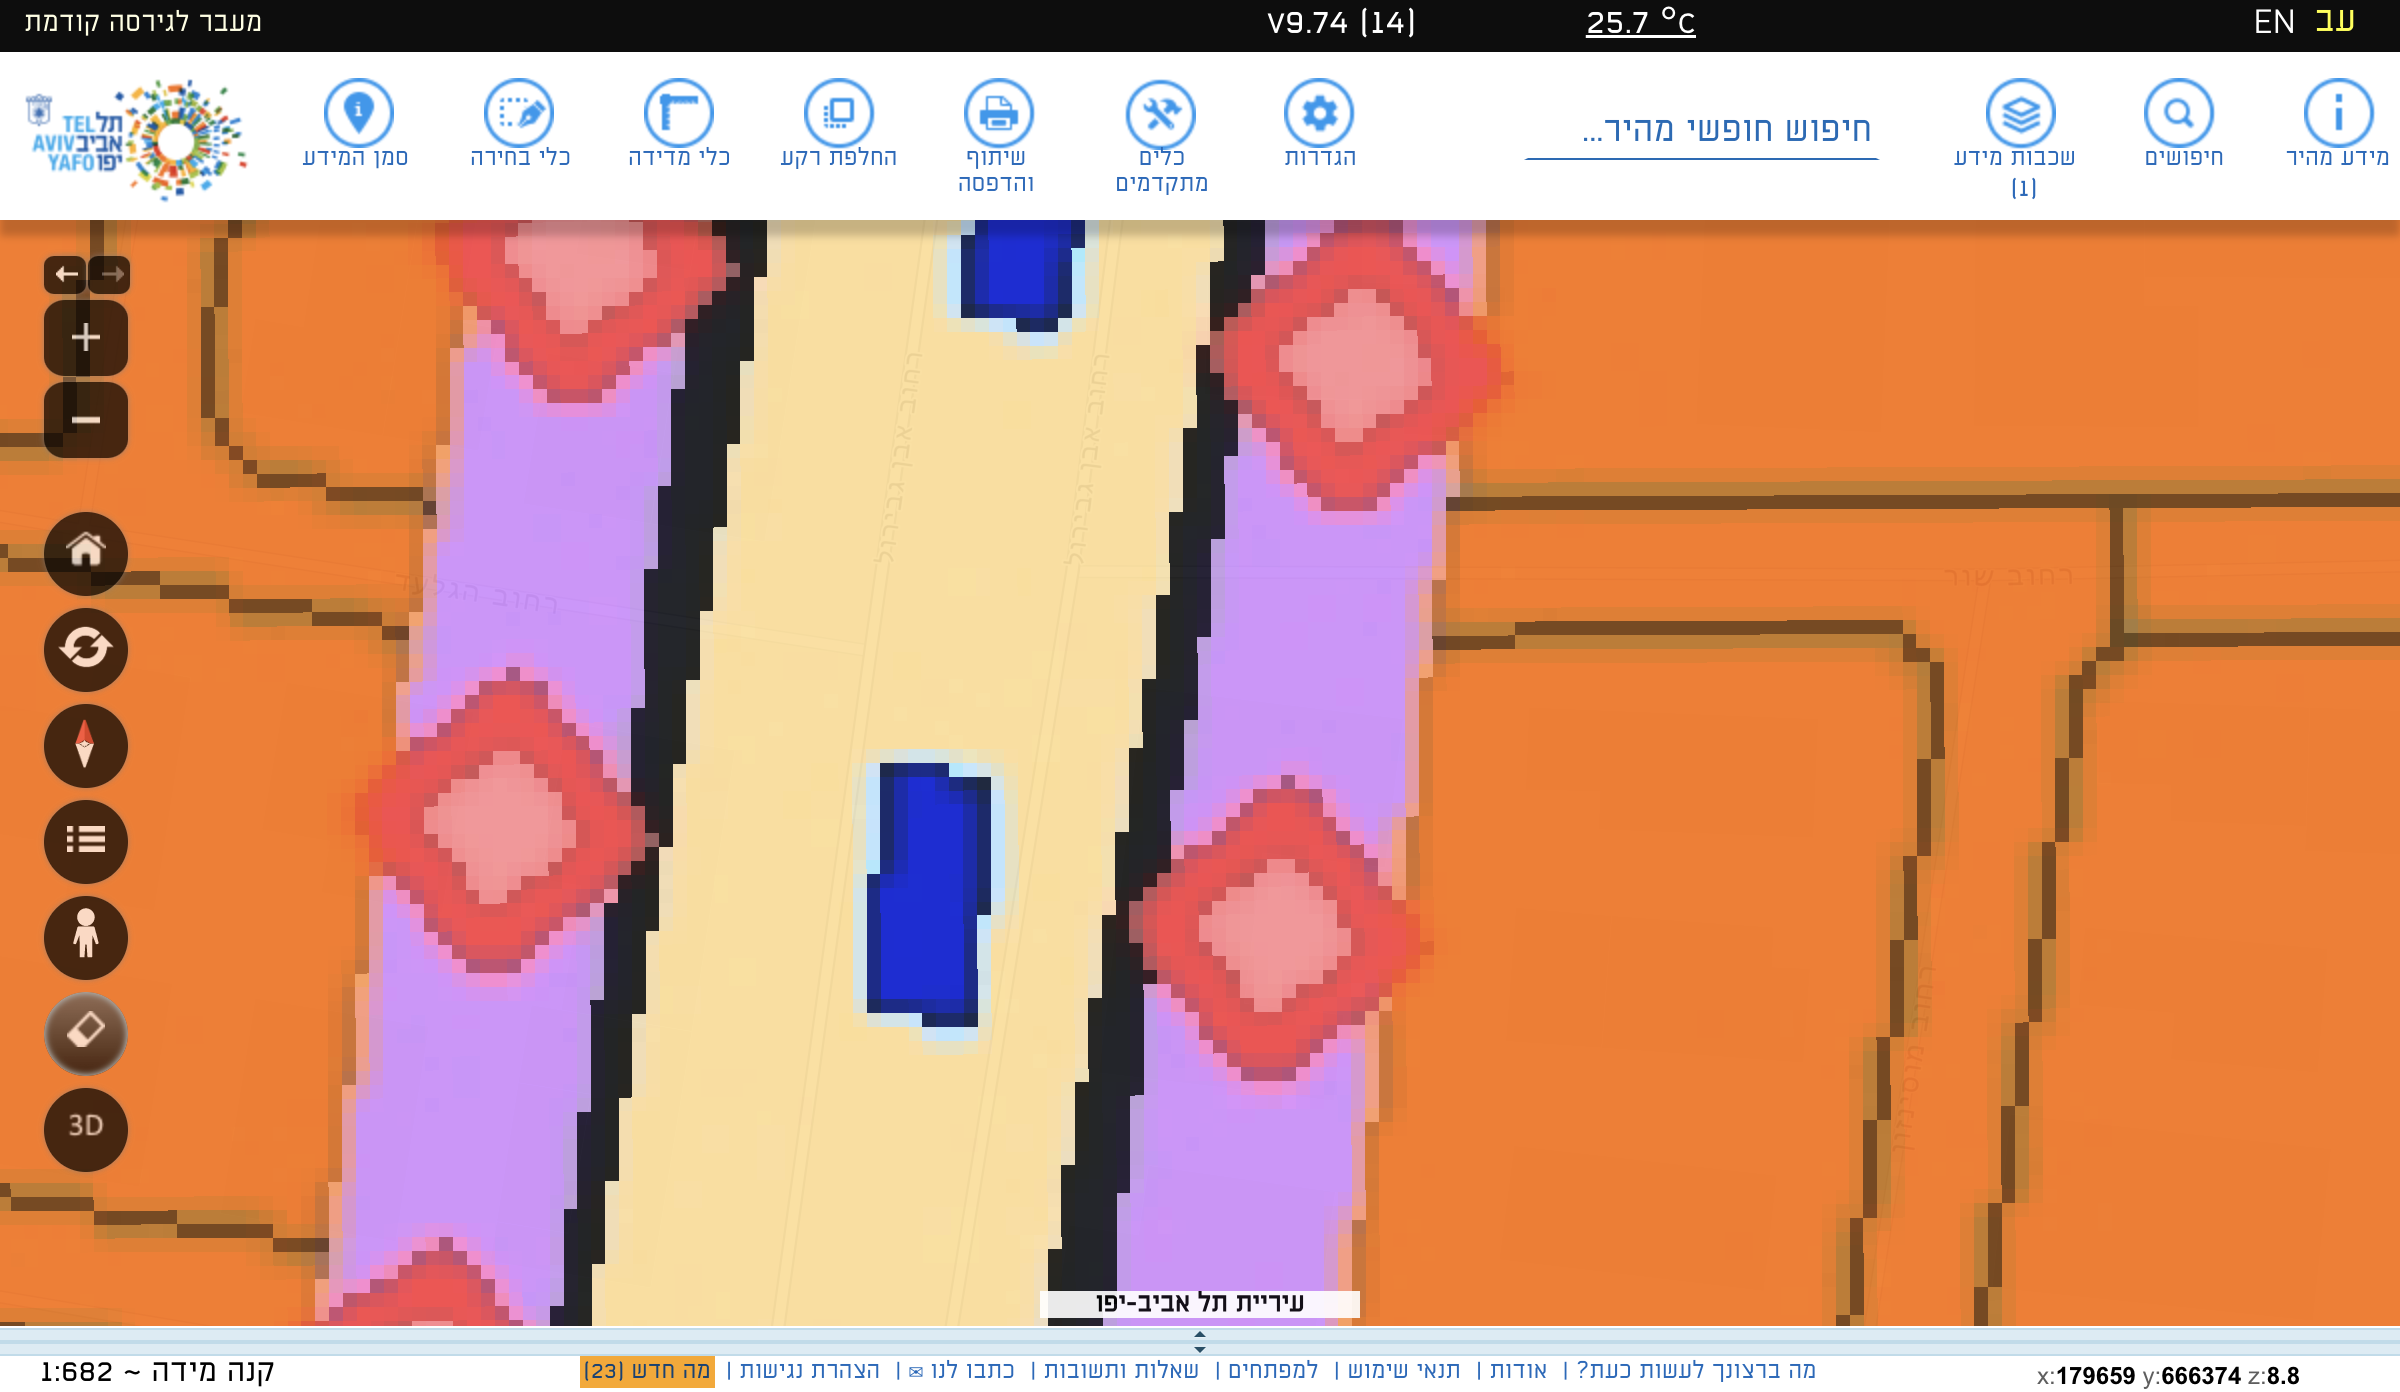 עב EN
25.7 °C
V9.74 (14)
מעבר לגירסה קודמת
מידע מהיר
חיפושים
שכבות מידע
(1)
חיפוש חופשי מהיר...
הגדרות
כלים
מתקדמים
שיתוף
והדפסה
החלפת רקע
כלי מדידה
כלי בחירה
סמן המידע
TEL תל
AVIV אביב
YAFO יפו
רחוב אבן גבירול
רחוב אבן גבירול
רחוב הגלעד
רחוב שור
רחוב מוסינזון
3D
עיריית תל אביב-יפו
x:179659 y:666374 z:8.8
מה ברצונך לעשות כעת? | אודות | תנאי שימוש | למפתחים | שאלות ותשובות | כתבו לנו ✉ | הצהרת נגישות | מה חדש (23)
קנה מידה ~ 1:682